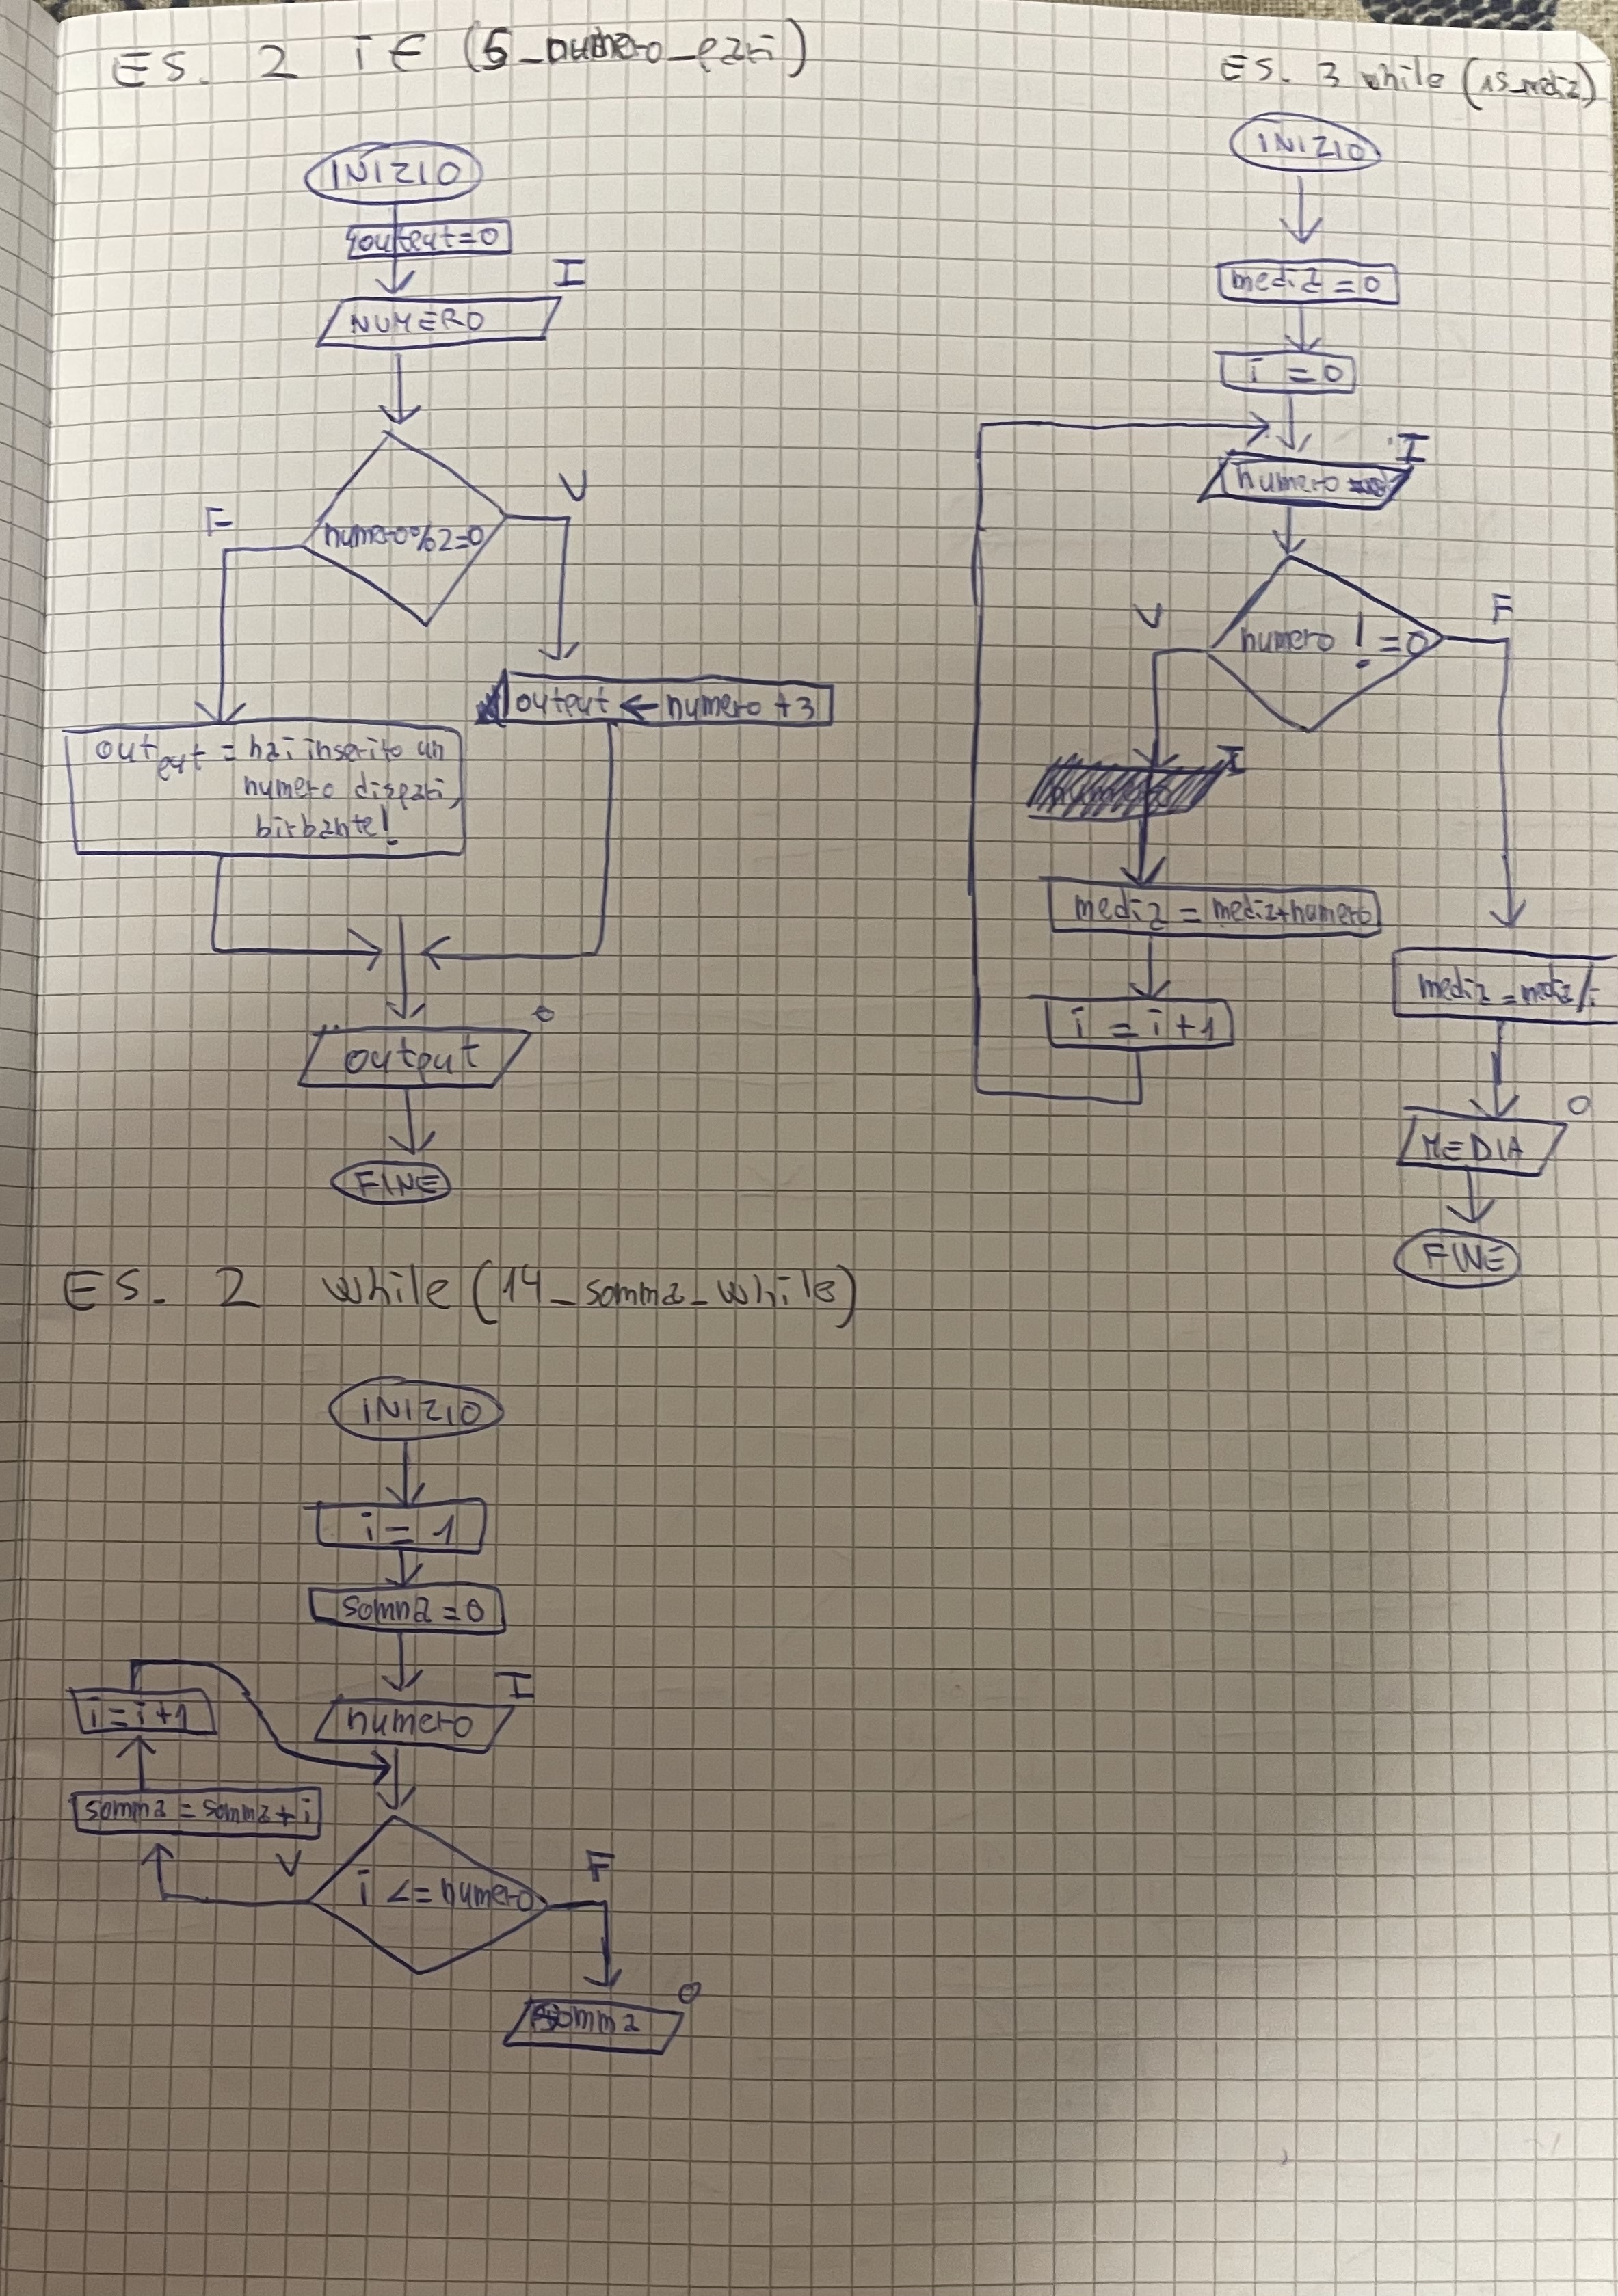 ES. 2 IF (6_numero_pari)
INIZIO
output=0
I
NUMERO
F
V
numero%2=0
output ← numero +3
output = hai inserito un
numero dispari,
birbante!
O
output
FINE
ES. 3 while (15_media)
INIZIO
media = 0
i = 0
I
numero
V
F
numero != 0
I
media = media+numero
i = i+1
media = media/i
O
MEDIA
FINE
ES. 2 while (14_somma_while)
INIZIO
i = 1
somma = 0
I
numero
i = i+1
somma = somma + i
V
F
i <= numero
O
somma